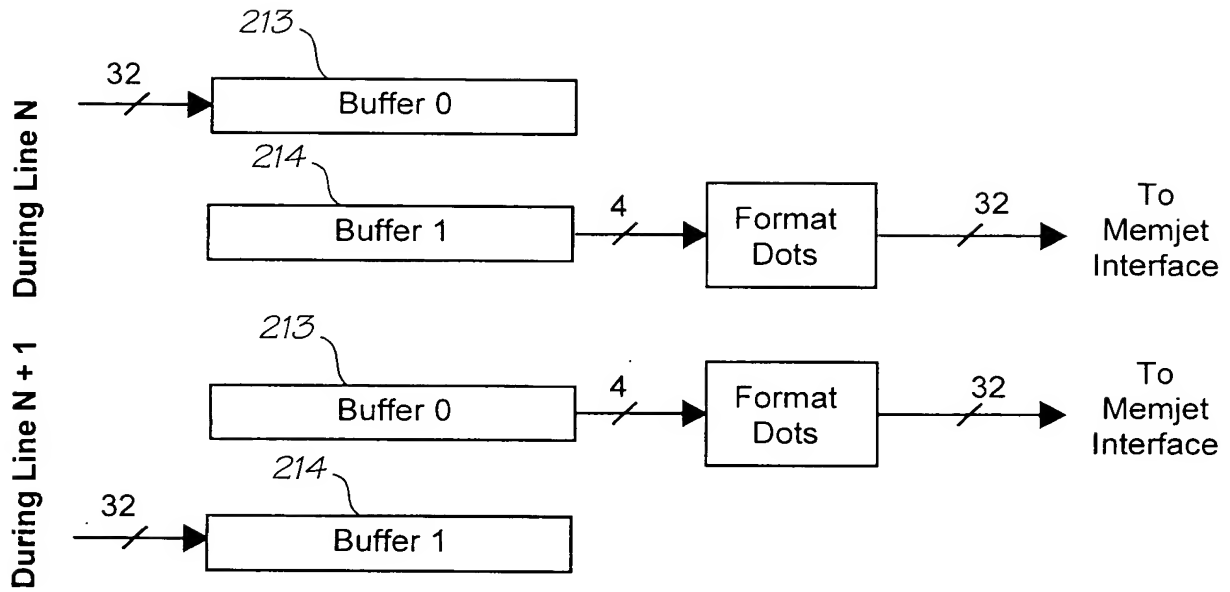 During Line N
213
32
Buffer 0
214
Buffer 1
4
Format
Dots
32
To
Memjet
Interface
During Line N + 1
213
Buffer 0
4
Format
Dots
32
To
Memjet
Interface
214
32
Buffer 1